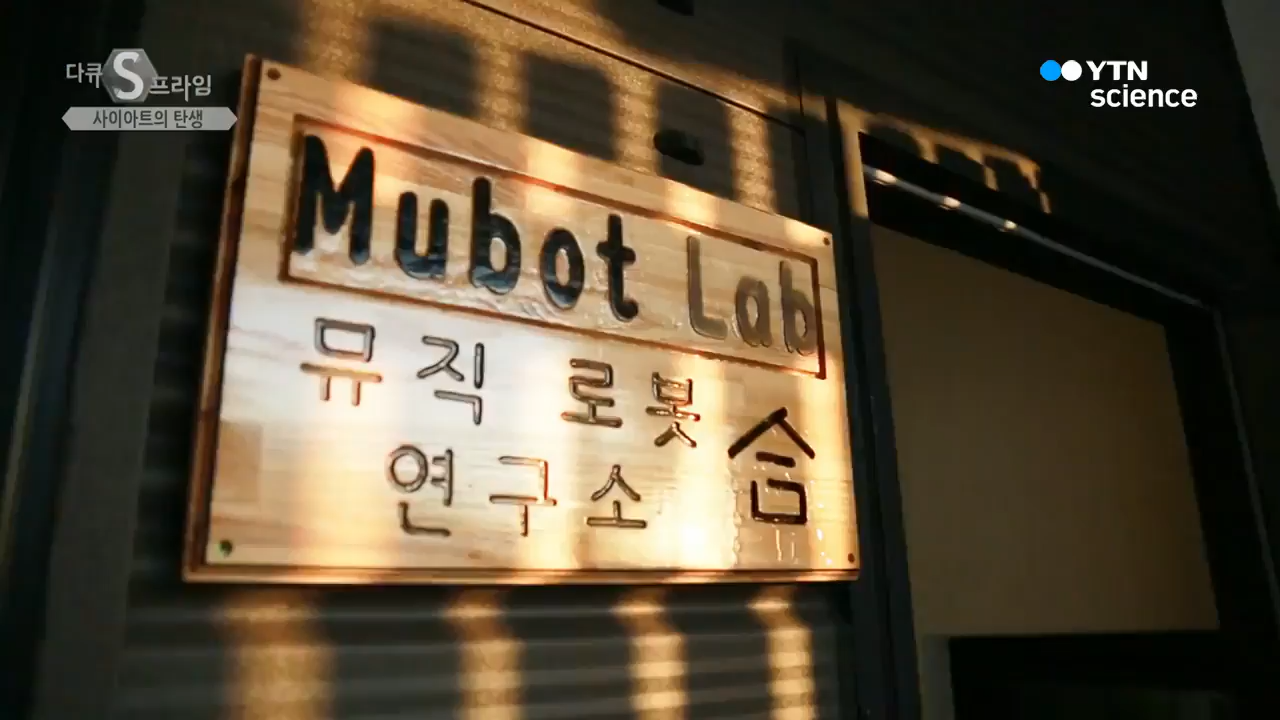 다큐 S 프라임
사이아트의 탄생
YTN
science
Mubot Lab
뮤직 로봇
연구소 合